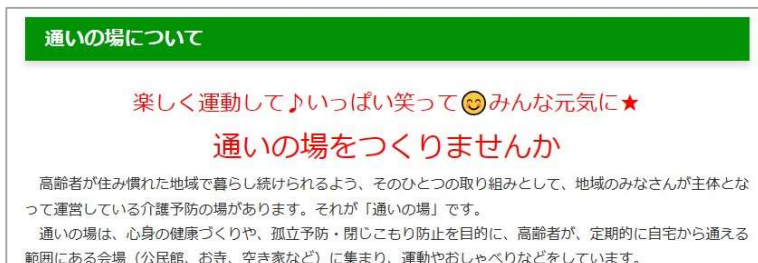 通いの場について
楽しく運動して♪いっぱい笑って😊みんな元気に★
通いの場をつくりませんか
　高齢者が住み慣れた地域で暮らし続けられるよう、そのひとつの取り組みとして、地域のみなさんが主体とな
って運営している介護予防の場があります。それが「通いの場」です。
　通いの場は、心身の健康づくりや、孤立予防・閉じこもり防止を目的に、高齢者が、定期的に自宅から通える
範囲にある会場（公民館、お寺、空き家など）に集まり、運動やおしゃべりなどをしています。